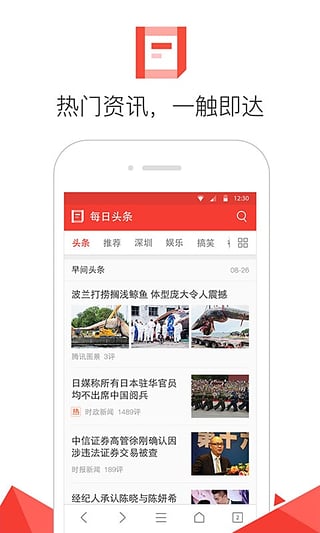 热门资讯，一触即达
12:30
每日头条
头条 推荐 深圳 娱乐 搞笑
早间头条 08-26
波兰打捞搁浅鲸鱼 体型庞大令人震撼
腾讯图景 3评
日媒称所有日本驻华官员
均不出席中国阅兵
热 时政新闻 1489评
中信证券高管徐刚确认因
涉违法证券交易被查
时报新闻 110评
经纪人承认陈晓与陈妍希
2